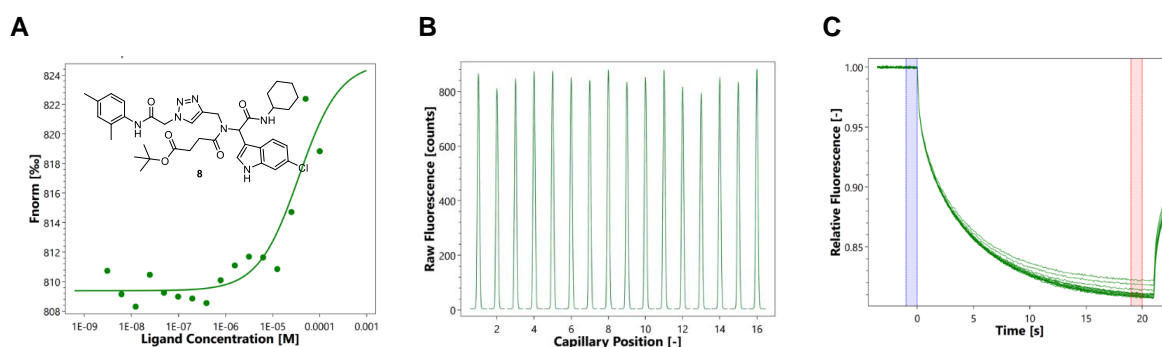 A
B
C
Fnorm [‰]
824
822
820
818
816
814
812
810
808
1E-09
1E-08
1E-07
1E-06
1E-05
0.0001
0.001
Ligand Concentration [M]
O
N
H
N
N
N
O
N
H
N
O
O
O
N
H
Cl
8
Raw Fluorescence [counts]
800
600
400
200
0
2
4
6
8
10
12
14
16
Capillary Position [-]
Relative Fluorescence [-]
1.00
0.95
0.90
0.85
0
5
10
15
20
Time [s]